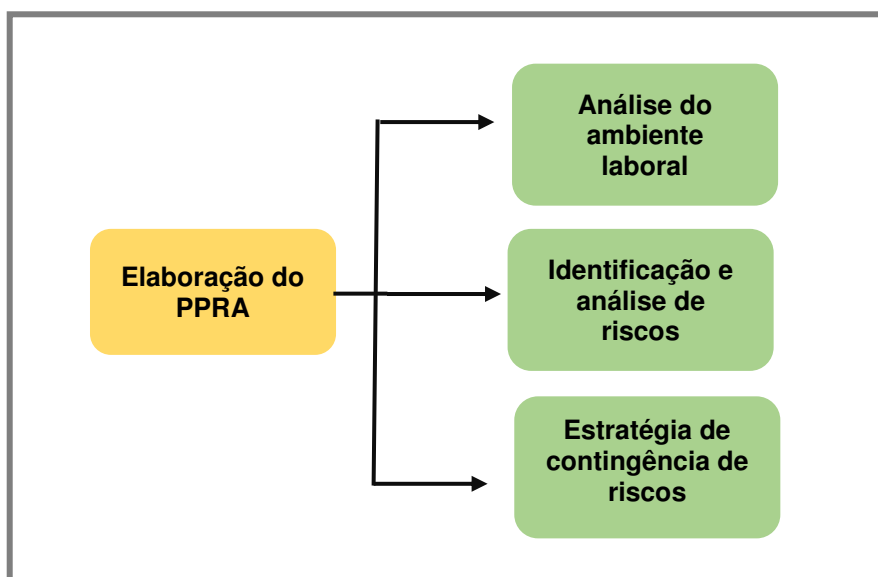 Análise do
ambiente
laboral
Elaboração do
PPRA
Identificação e
análise de
riscos
Estratégia de
contingência de
riscos